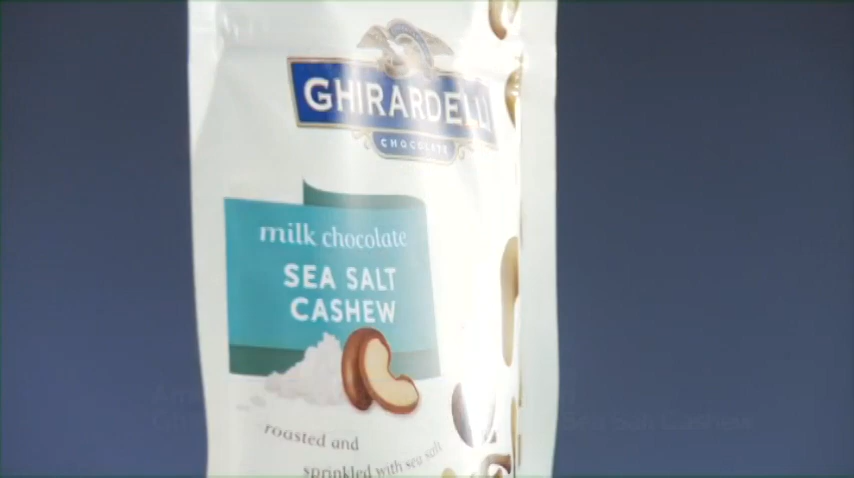 GHIRARDELLI
CHOCOLATE
milk chocolate
SEA SALT
CASHEW
roasted and
sprinkled with sea salt